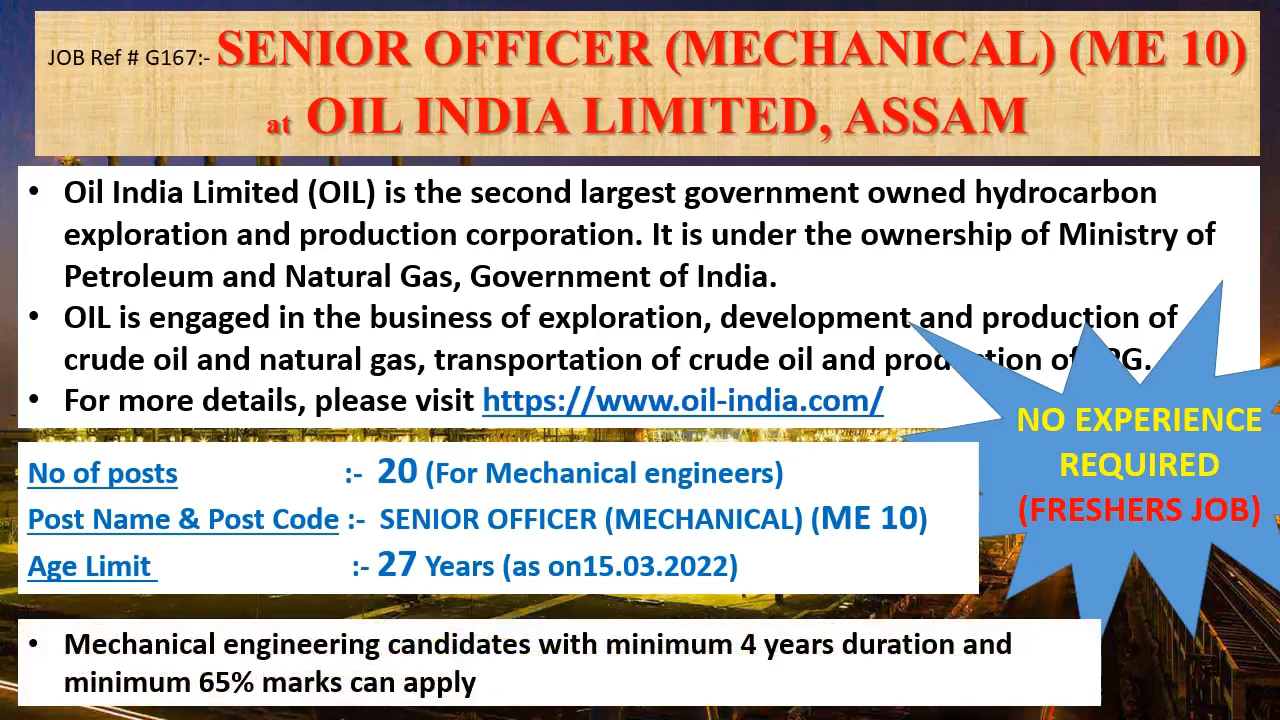 JOB Ref # G167:- SENIOR OFFICER (MECHANICAL) (ME 10)
at OIL INDIA LIMITED, ASSAM
• Oil India Limited (OIL) is the second largest government owned hydrocarbon
exploration and production corporation. It is under the ownership of Ministry of
Petroleum and Natural Gas, Government of India.
• OIL is engaged in the business of exploration, development and production of
crude oil and natural gas, transportation of crude oil and production of LPG.
• For more details, please visit https://www.oil-india.com/
NO EXPERIENCE
REQUIRED
(FRESHERS JOB)
No of posts :- 20 (For Mechanical engineers)
Post Name & Post Code :- SENIOR OFFICER (MECHANICAL) (ME 10)
Age Limit :- 27 Years (as on15.03.2022)
• Mechanical engineering candidates with minimum 4 years duration and
minimum 65% marks can apply